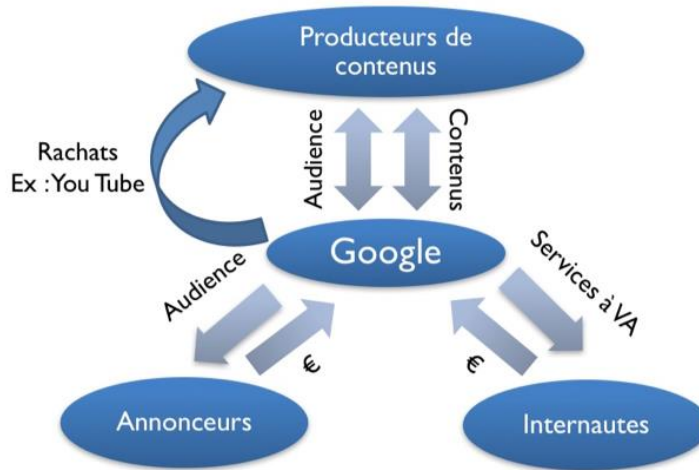 Producteurs de
contenus
Audience
Contenus
Rachats
Ex : You Tube
Google
Audience
€
Services à VA
€
Annonceurs
Internautes